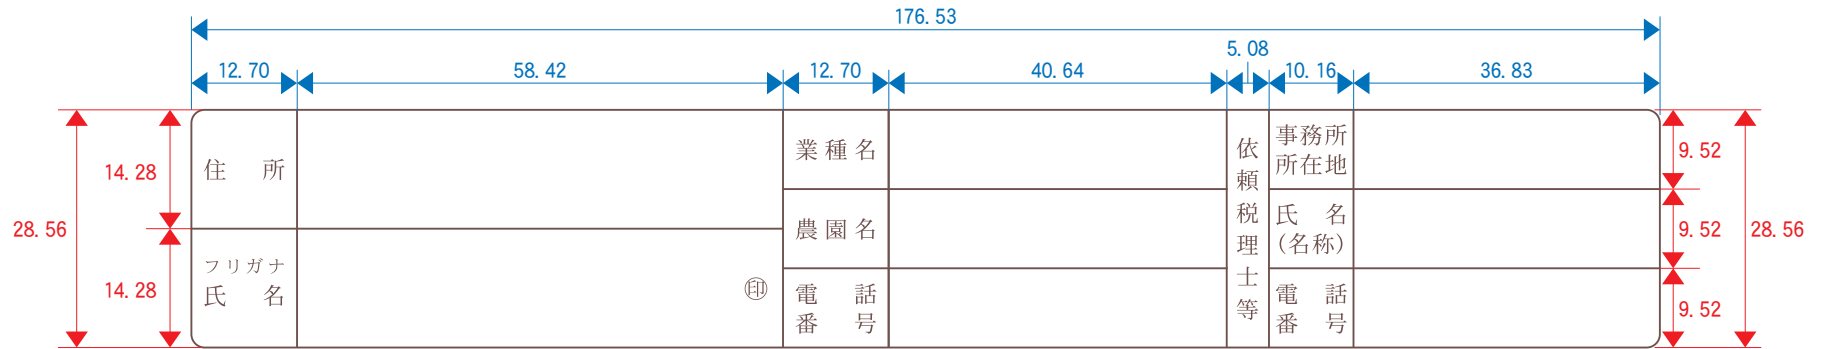 176.53
5.08
12.70 58.42 12.70 40.64 10.16 36.83
28.56
14.28
14.28
住所
フリガナ
氏名
㊞
業種名
農園名
電話
番号
依頼税理士等
事務所
所在地
氏名
(名称)
電話
番号
9.52
9.52
9.52
28.56